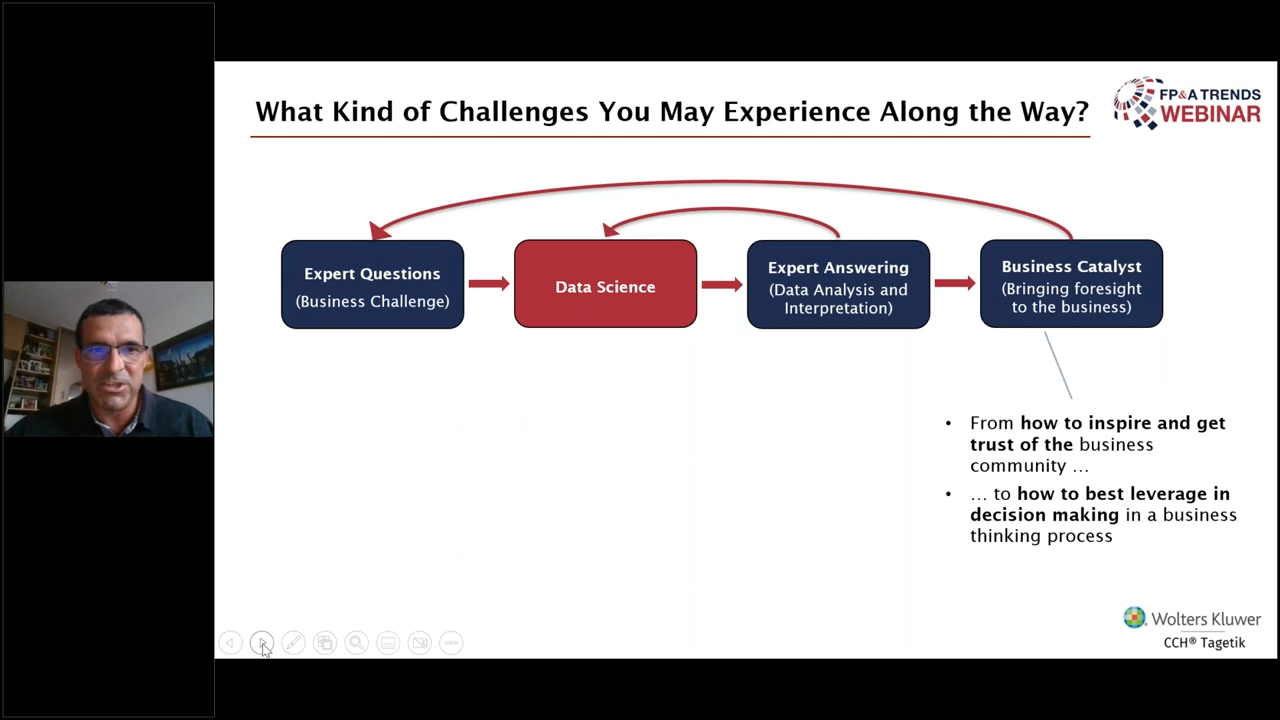 What Kind of Challenges You May Experience Along the Way?
FP&A TRENDS
WEBINAR
Expert Questions
(Business Challenge)
Data Science
Expert Answering
(Data Analysis and
Interpretation)
Business Catalyst
(Bringing foresight
to the business)
• From how to inspire and get
trust of the business
community …
• … to how to best leverage in
decision making in a business
thinking process
Wolters Kluwer
CCH® Tagetik